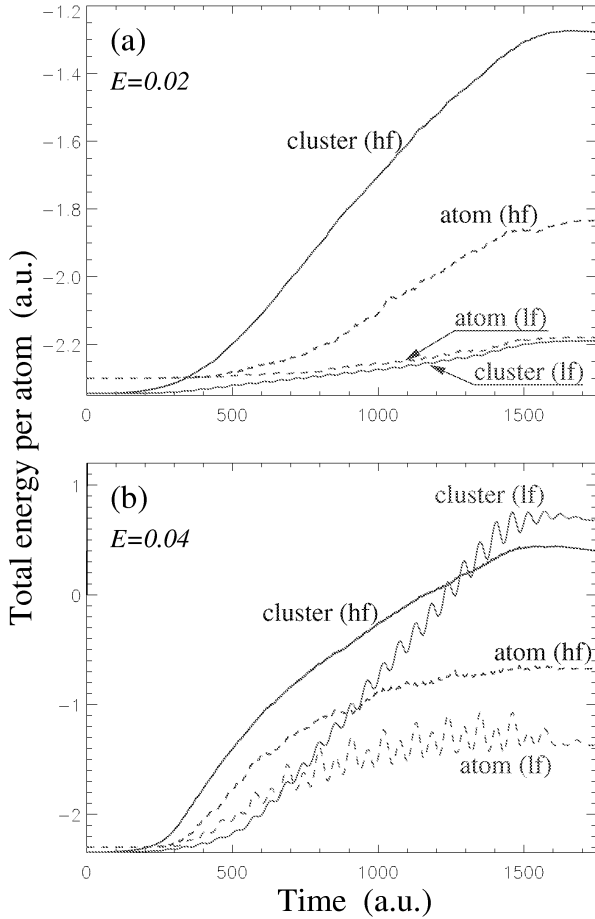 −1.2
(a)
E=0.02
−1.4
cluster (hf)
−1.6
−1.8
atom (hf)
−2.0
atom (lf)
−2.2
cluster (lf)
0
500
1000
1500
Total energy per atom (a.u.)
1
(b)
cluster (lf)
E=0.04
0
cluster (hf)
atom (hf)
−1
atom (lf)
−2
0
500
1000
1500
Time (a.u.)